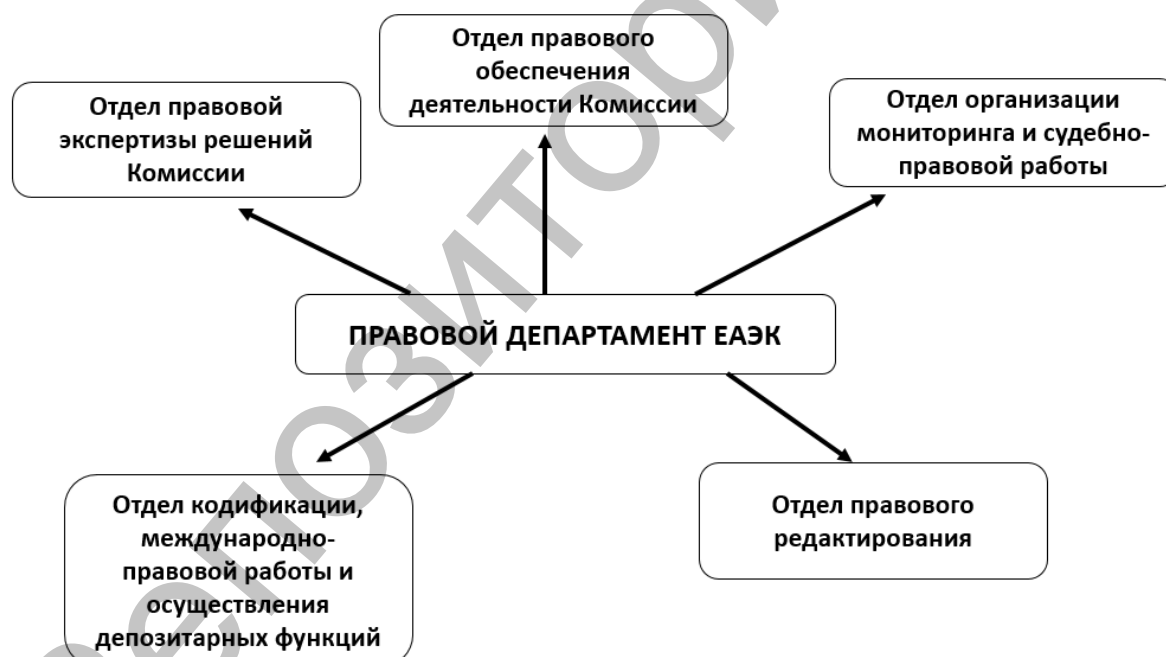 Отдел правового
обеспечения
деятельности Комиссии
Отдел правовой
экспертизы решений
Комиссии
Отдел организации
мониторинга и судебно-
правовой работы
ПРАВОВОЙ ДЕПАРТАМЕНТ ЕАЭК
Отдел кодификации,
международно-
правовой работы и
осуществления
депозитарных функций
Отдел правового
редактирования